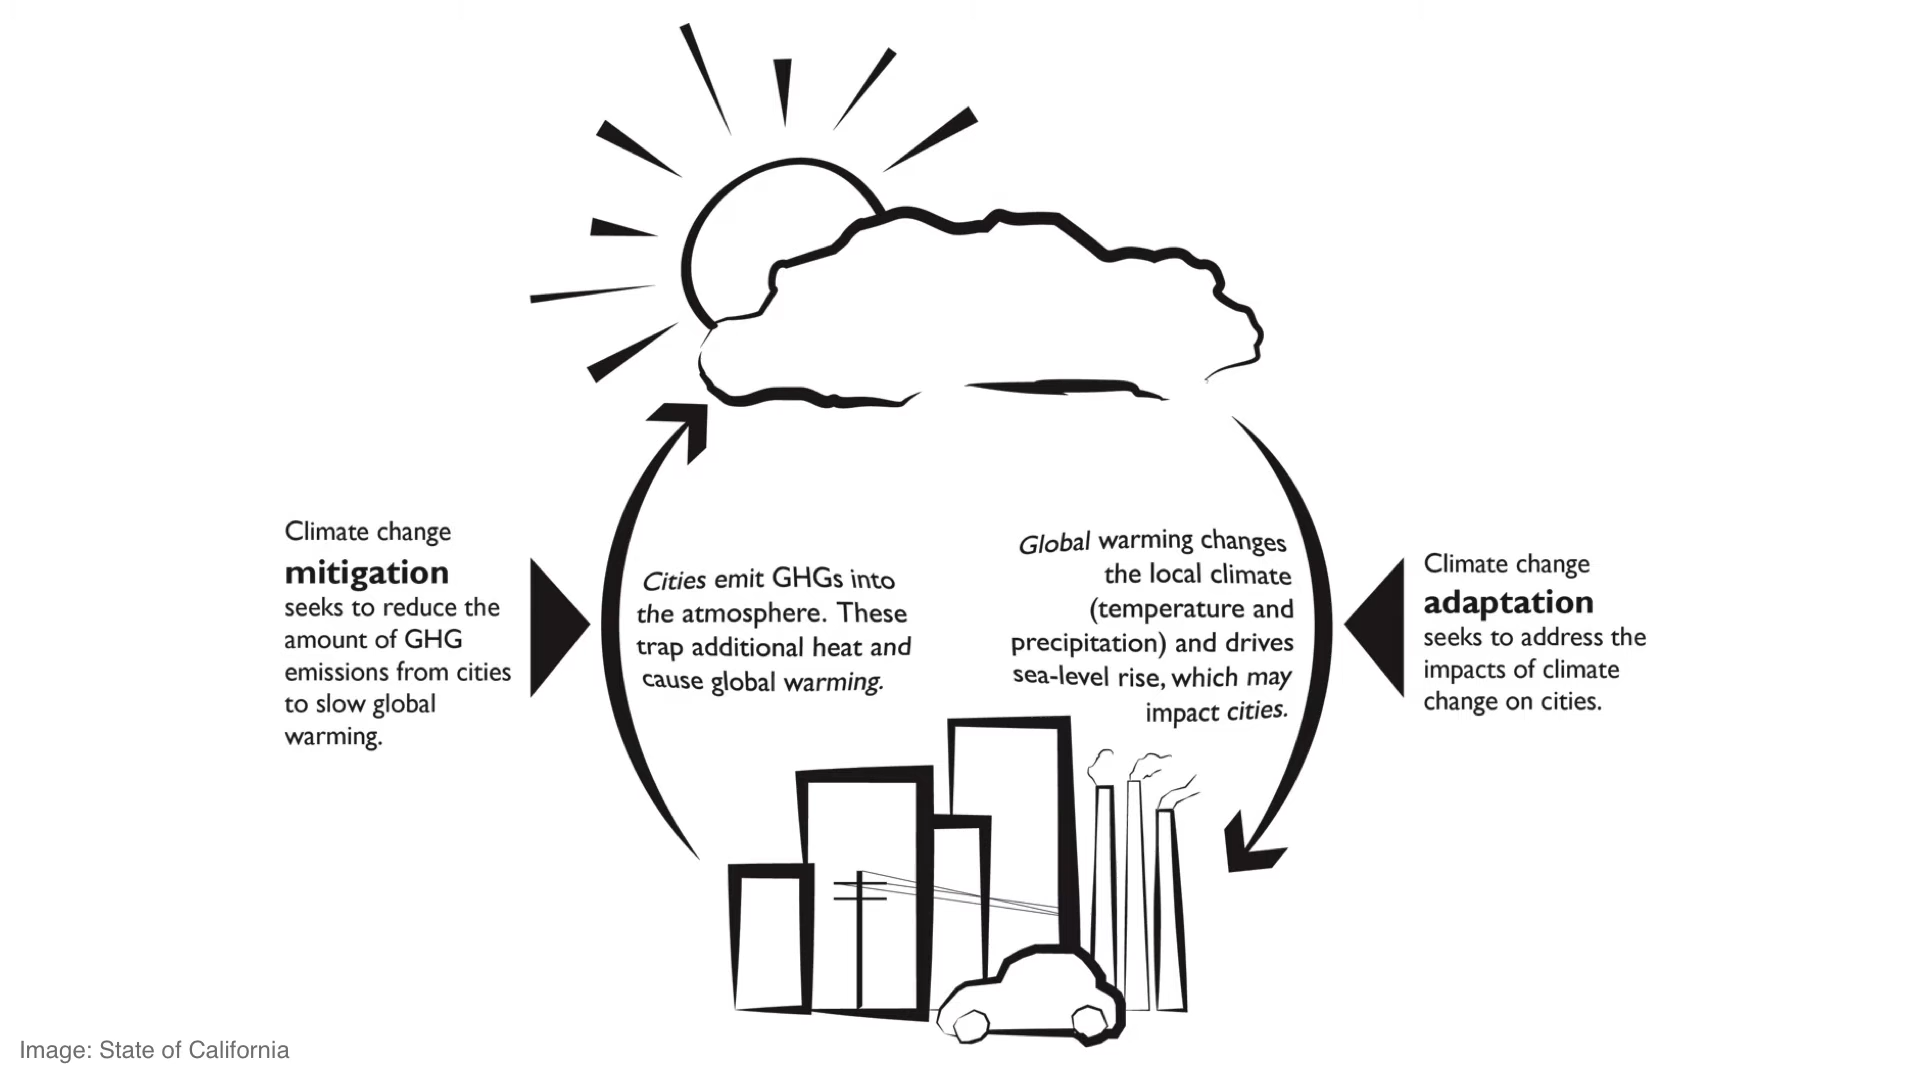 Climate change
mitigation
seeks to reduce the
amount of GHG
emissions from cities
to slow global
warming.
Cities emit GHGs into
the atmosphere. These
trap additional heat and
cause global warming.
Global warming changes
the local climate
(temperature and
precipitation) and drives
sea-level rise, which may
impact cities.
Climate change
adaptation
seeks to address the
impacts of climate
change on cities.
Image: State of California